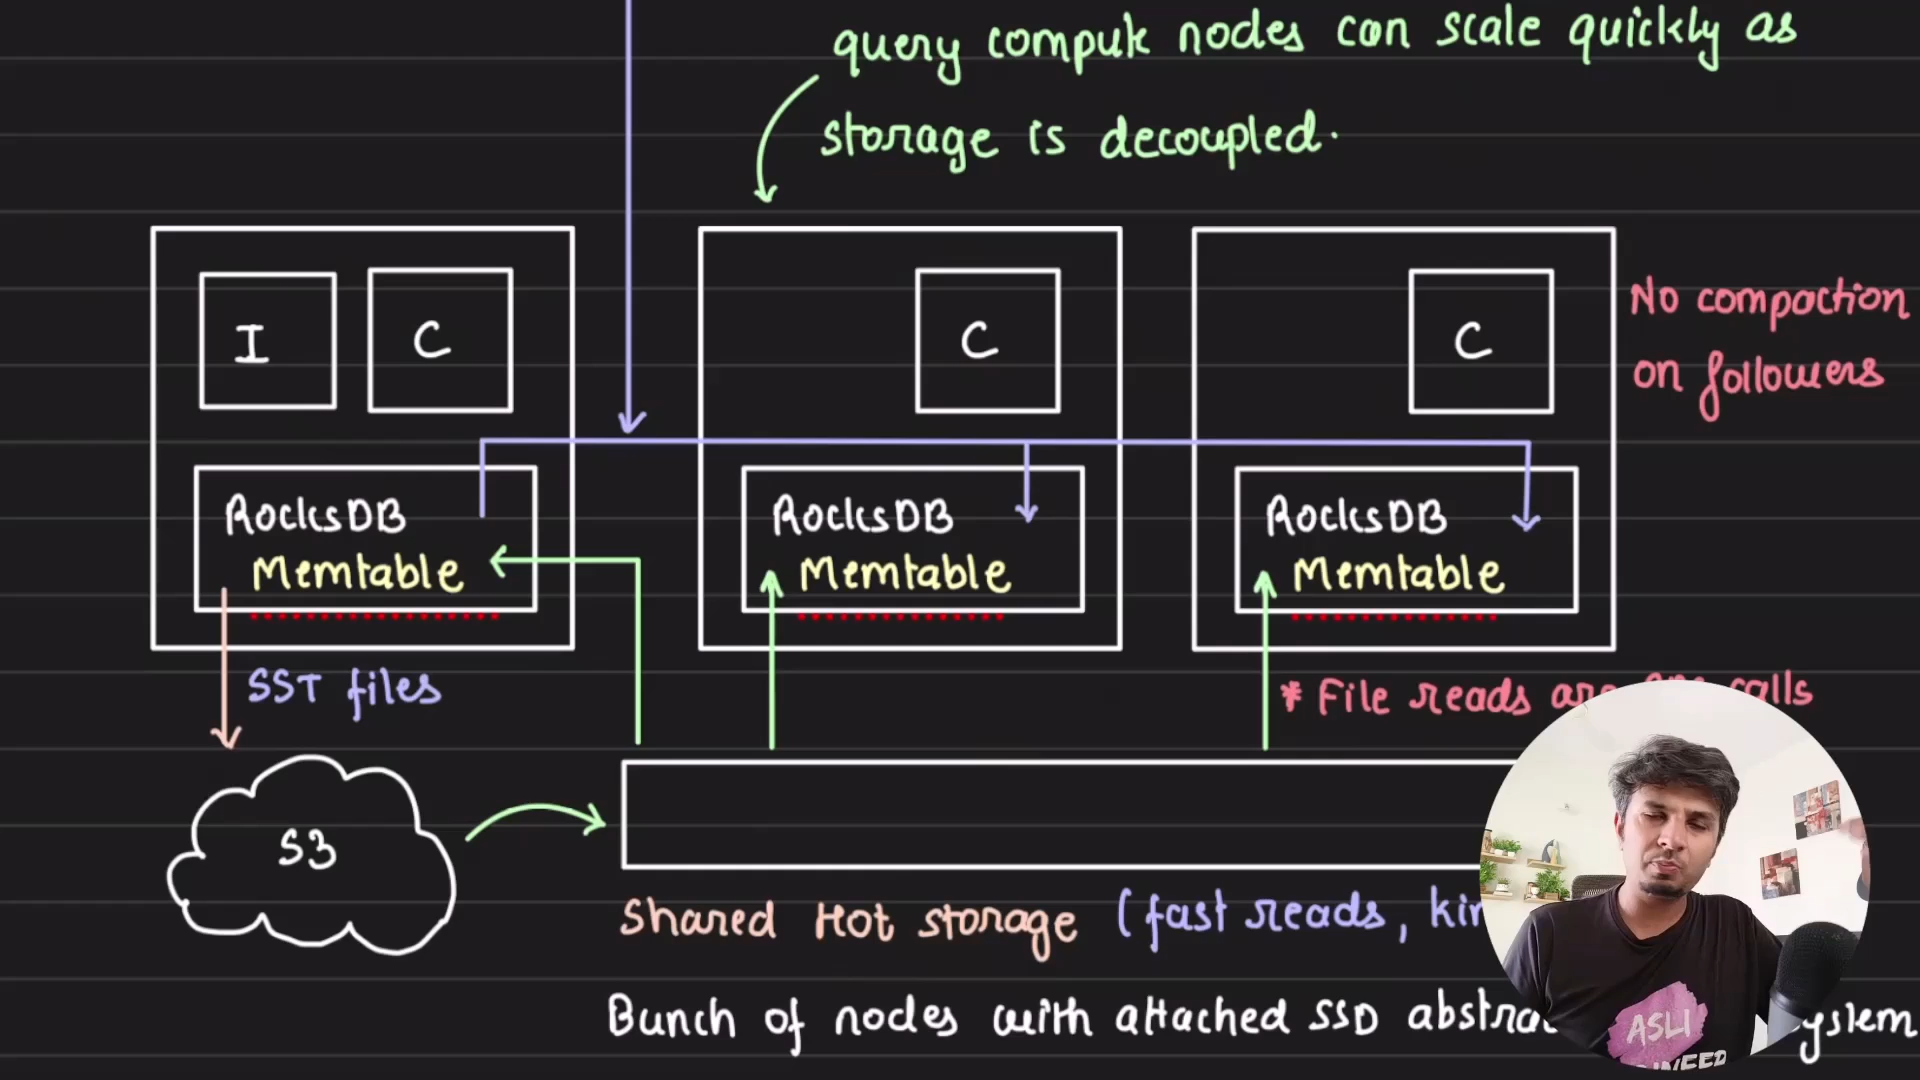 query compute nodes can scale quickly as
storage is decoupled.
I
C
C
C
No compaction
on followers
RocksDB
Memtable
RocksDB
Memtable
RocksDB
Memtable
SST files
* File reads are calls
S3
Shared Hot storage (fast reads,
Bunch of nodes with attached SSD
ASLI